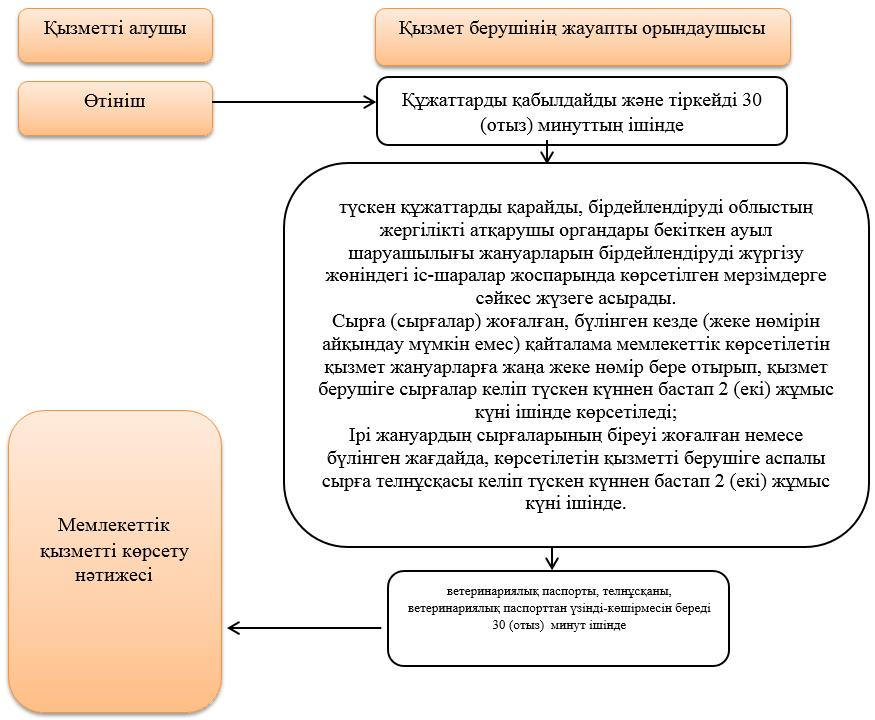 Қызметті алушы
Қызмет берушінің жауапты орындаушысы
Өтініш
Құжаттарды қабылдайды және тіркейді 30
(отыз) минуттың ішінде
түскен құжаттарды қарайды, бірдейлендіруді облыстың
жергілікті атқарушы органдары бекіткен ауыл
шаруашылығы жануарларын бірдейлендіруді жүргізу
жөніндегі іс-шаралар жоспарында көрсетілген мерзімдерге
сәйкес жүзеге асырады.
Сырға (сырғалар) жоғалған, бүлінген кезде (жеке нөмірін
айқындау мүмкін емес) қайталама мемлекеттік көрсетілетін
қызмет жануарларға жаңа жеке нөмір бере отырып, қызмет
берушіге сырғалар келіп түскен күннен бастап 2 (екі) жұмыс
күні ішінде көрсетіледі;
Ірі жануардың сырғаларының біреуі жоғалған немесе
бүлінген жағдайда, көрсетілетін қызметті берушіге аспалы
сырға телнұсқасы келіп түскен күннен бастап 2 (екі) жұмыс
күні ішінде.
Мемлекеттік
қызметті көрсету
нәтижесі
ветеринариялық паспорты, телнұсқаны,
ветеринариялық паспорттан үзінді-көшірмесін береді
30 (отыз) минут ішінде